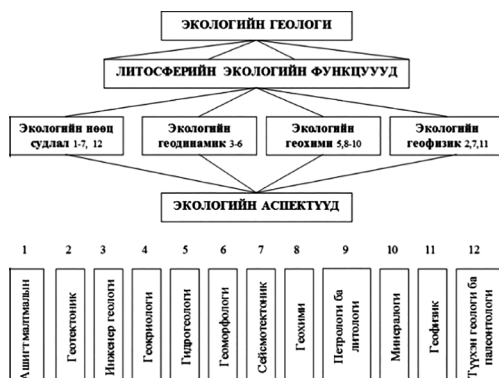 ЭКОЛОГИЙН ГЕОЛОГИ
ЛИТОСФЕРИЙН ЭКОЛОГИЙН ФУНКЦУУУД
Экологийн нөөц
судлал 1-7, 12
Экологийн
геодинамик 3-6
Экологийн
геохими 5,8-10
Экологийн
геофизик 2,7,11
ЭКОЛОГИЙН АСПЕКТҮҮД
1 2 3 4 5 6 7 8 9 10 11 12
Ашигт малтмалын
Геотектоник
Инженер геологи
Геокриологи
Гидрогеологи
Геоморфологи
Сейсмотектоник
Геохими
Петрологи ба
литологи
Минералоги
Геофизик
Түүхэн геологи ба
палеонтологи